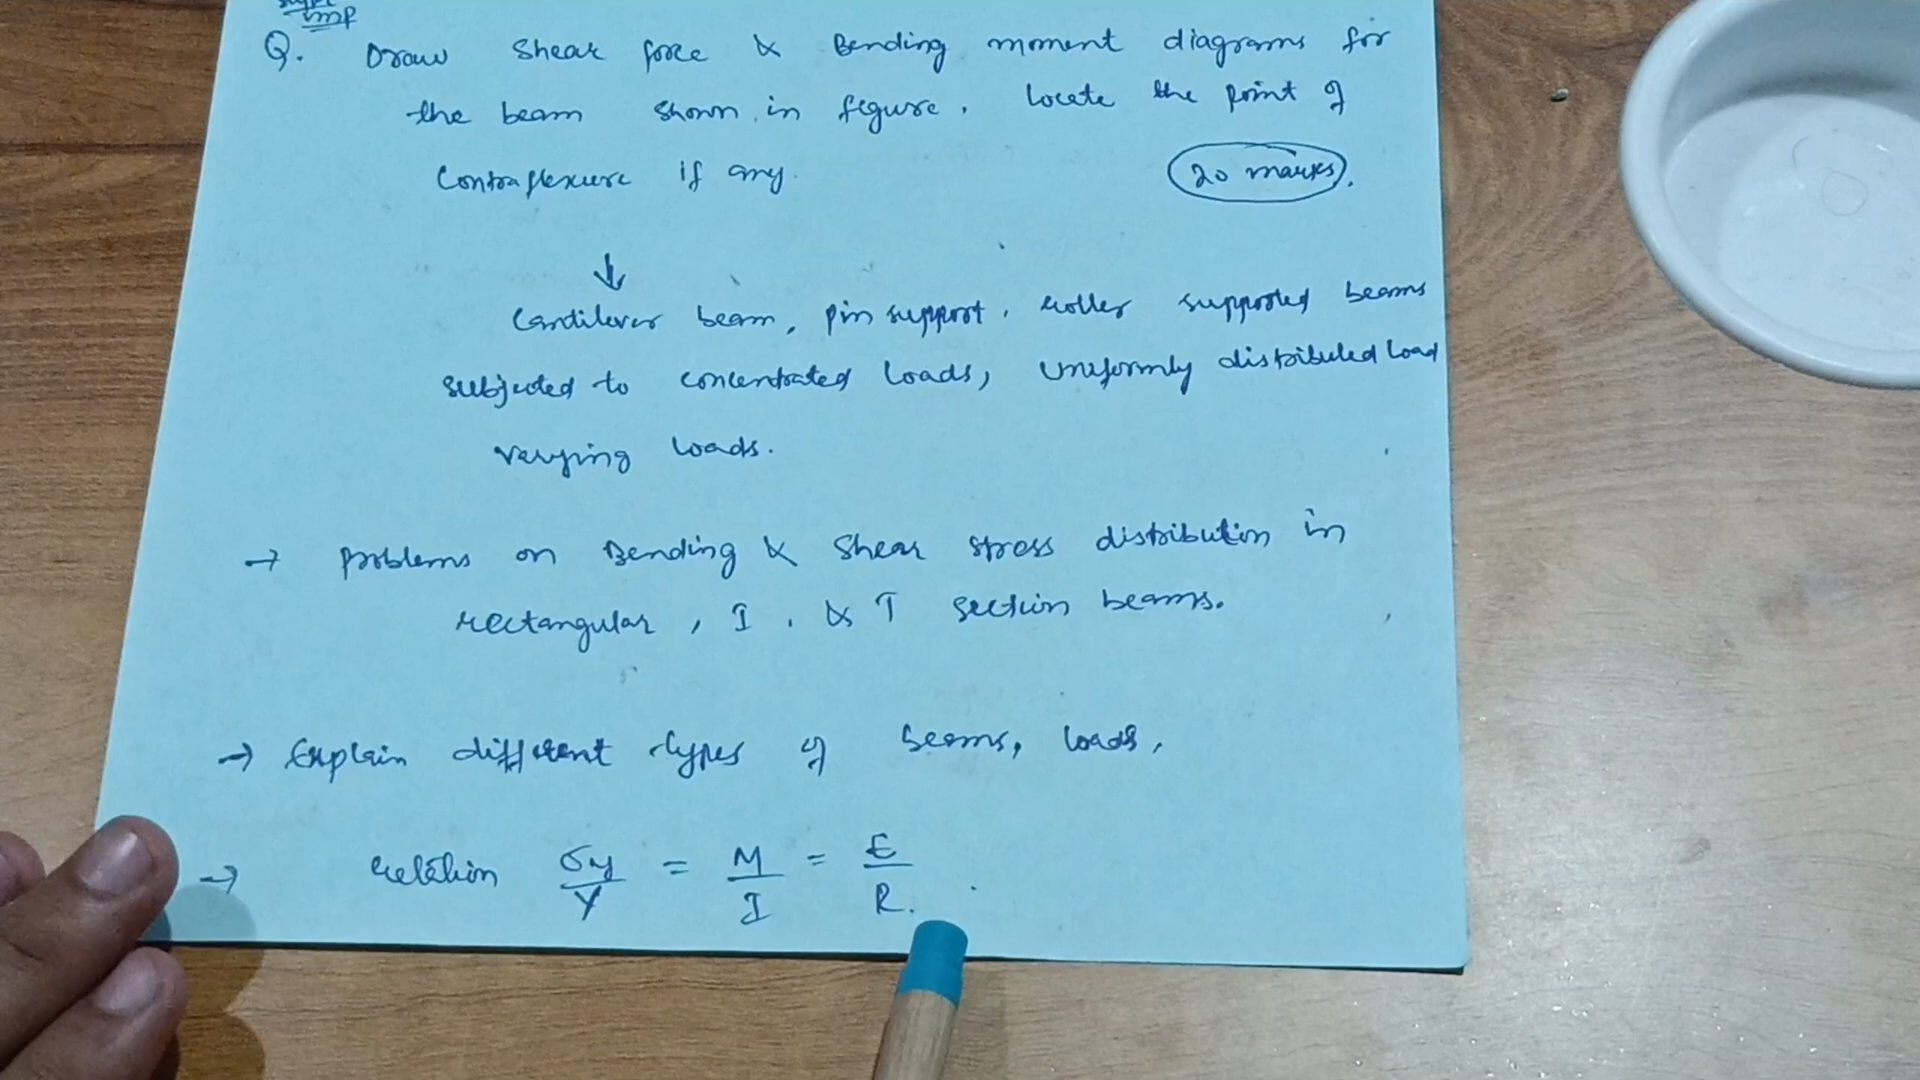 Super
imp
Q. Draw Shear force & Bending moment diagrams for
the beam shown in figure. Locate the point of
Contraflexure if any.
20 marks.
↓
Cantilever beam, pin support, roller supported beams
subjected to concentrated loads, uniformly distributed load
varying loads.
→ Problems on Bending & Shear stress distribution in
rectangular, I, & T section beams.
→ Explain different types of beams, loads,
→ relation σy/Y = M/I = E/R.